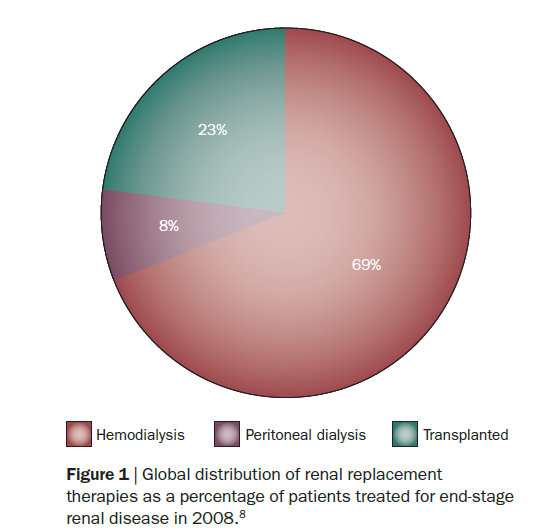 23%
8%
69%
Hemodialysis Peritoneal dialysis Transplanted
Figure 1 | Global distribution of renal replacement
therapies as a percentage of patients treated for end-stage
renal disease in 2008.⁸